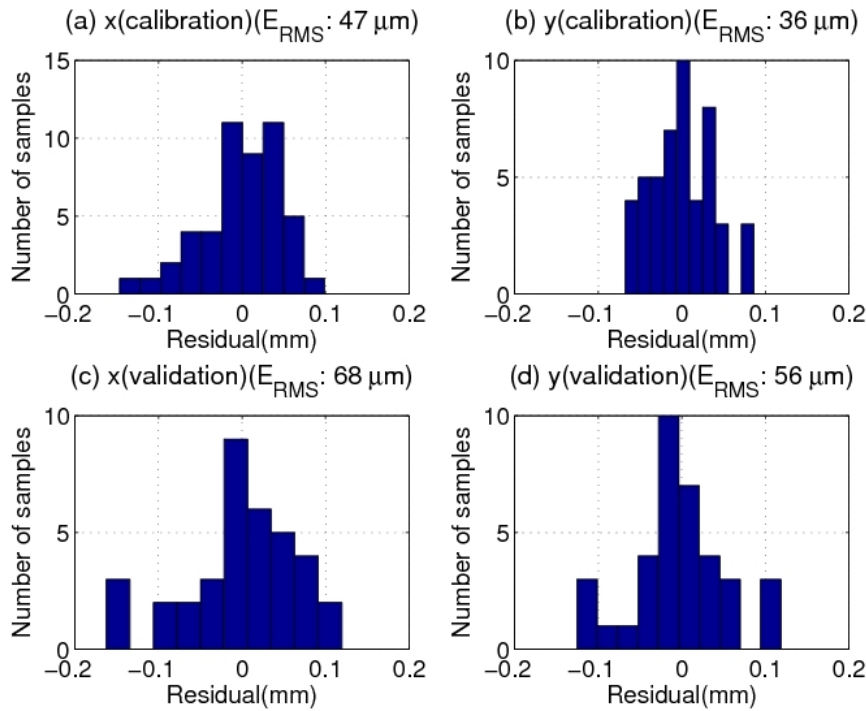 (a) x(calibration)(E_RMS: 47 μm)
Number of samples
15
10
5
0
−0.2 −0.1 0 0.1 0.2
Residual(mm)
(b) y(calibration)(E_RMS: 36 μm)
Number of samples
10
5
0
−0.2 −0.1 0 0.1 0.2
Residual(mm)
(c) x(validation)(E_RMS: 68 μm)
Number of samples
10
5
0
−0.2 −0.1 0 0.1 0.2
Residual(mm)
(d) y(validation)(E_RMS: 56 μm)
Number of samples
10
5
0
−0.2 −0.1 0 0.1 0.2
Residual(mm)